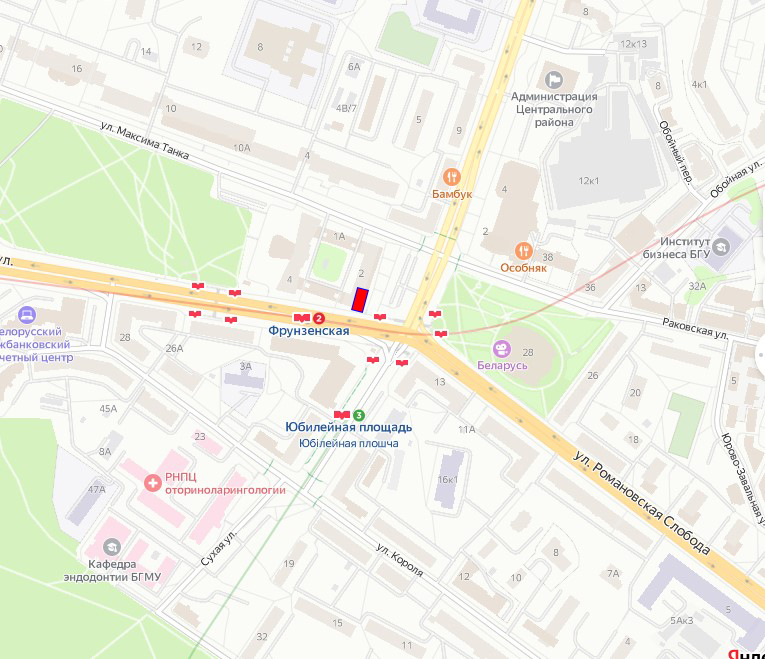 12к13
8
12
14
16
6А
8
4к1
Администрация
Центрального
района
10
4В/7
5
9
ул. Максима Танка
10А
4
Обойный пер.
Обойная ул.
12к1
Бамбук
4
2
1А
Особняк
38
Институт
бизнеса БГУ
4
2
36
13
32А
ул.
2
Фрунзенская
Раковская ул.
28
26А
Беларусь
28
26
3А
13
5
20
45А
3
Юбилейная площадь
Юбілейная плошча
11А
18
23
8А
РНПЦ
оториноларингологии
47А
16к1
ул. Романовская Слобода
Юрово-Завальная у
Кафедра
эндодонтии БГМУ
Сухая ул.
ул. Короля
19
12
10
7А
5
5Ак3
15
11
32